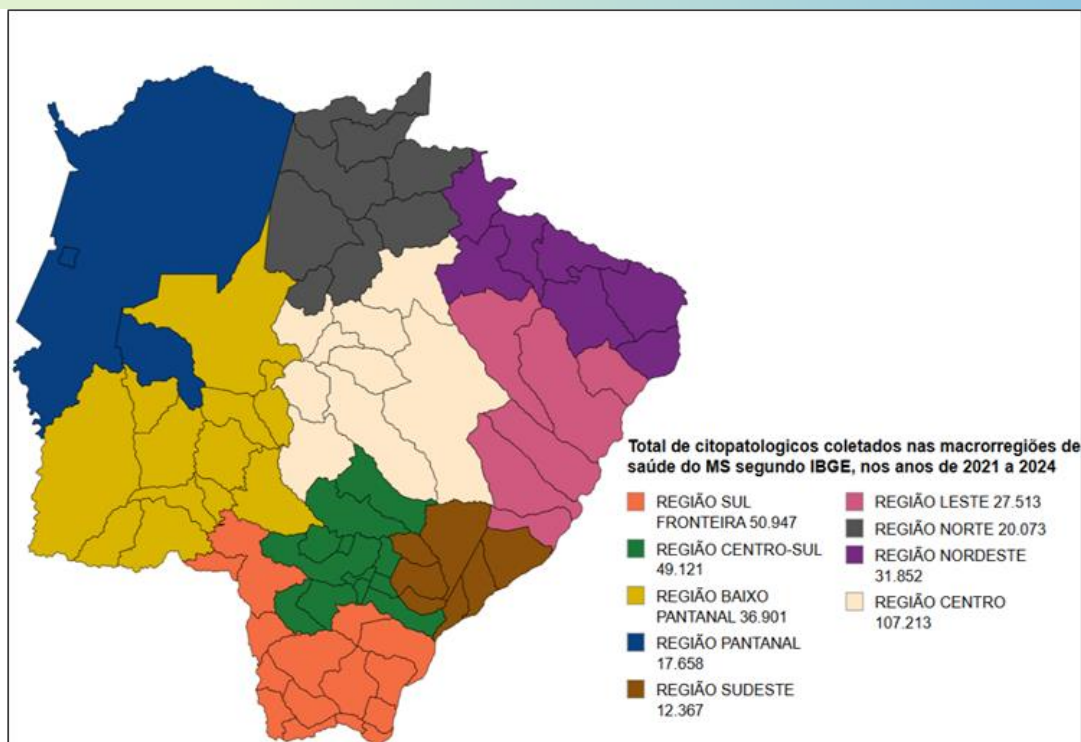 Total de citopatologicos coletados nas macrorregiões de
saúde do MS segundo IBGE, nos anos de 2021 a 2024
REGIÃO SUL
FRONTEIRA 50.947
REGIÃO CENTRO-SUL
49.121
REGIÃO BAIXO
PANTANAL 36.901
REGIÃO PANTANAL
17.658
REGIÃO SUDESTE
12.367
REGIÃO LESTE 27.513
REGIÃO NORTE 20.073
REGIÃO NORDESTE
31.852
REGIÃO CENTRO
107.213